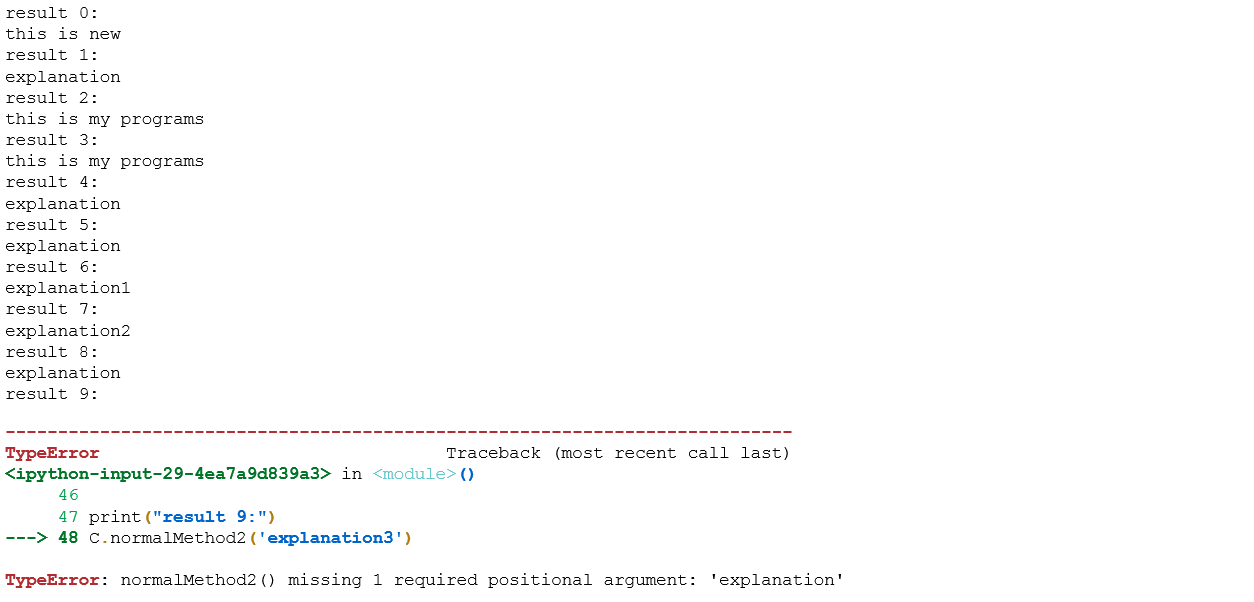 result 0:
this is new
result 1:
explanation
result 2:
this is my programs
result 3:
this is my programs
result 4:
explanation
result 5:
explanation
result 6:
explanation1
result 7:
explanation2
result 8:
explanation
result 9:
---------------------------------------------------------------------------
TypeError                                 Traceback (most recent call last)
<ipython-input-29-4ea7a9d839a3> in <module>()
     46
     47 print("result 9:")
---> 48 C.normalMethod2('explanation3')
TypeError: normalMethod2() missing 1 required positional argument: 'explanation'